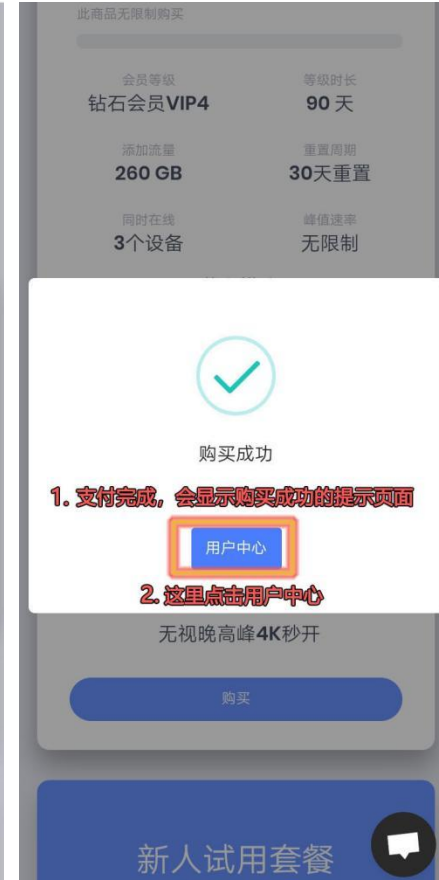 此商品无限制购买
会员等级 等级时长
钻石会员VIP4 90 天
添加流量 重置周期
260 GB 30天重置
同时在线 峰值速率
3个设备 无限制
购买成功
1. 支付完成，会显示购买成功的提示页面
用户中心
2. 这里点击用户中心
无视晚高峰4K秒开
购买
新人试用套餐